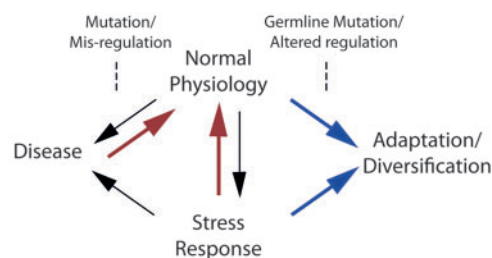 Mutation/
Mis-regulation
Germline Mutation/
Altered regulation
Normal
Physiology
Disease
Adaptation/
Diversification
Stress
Response